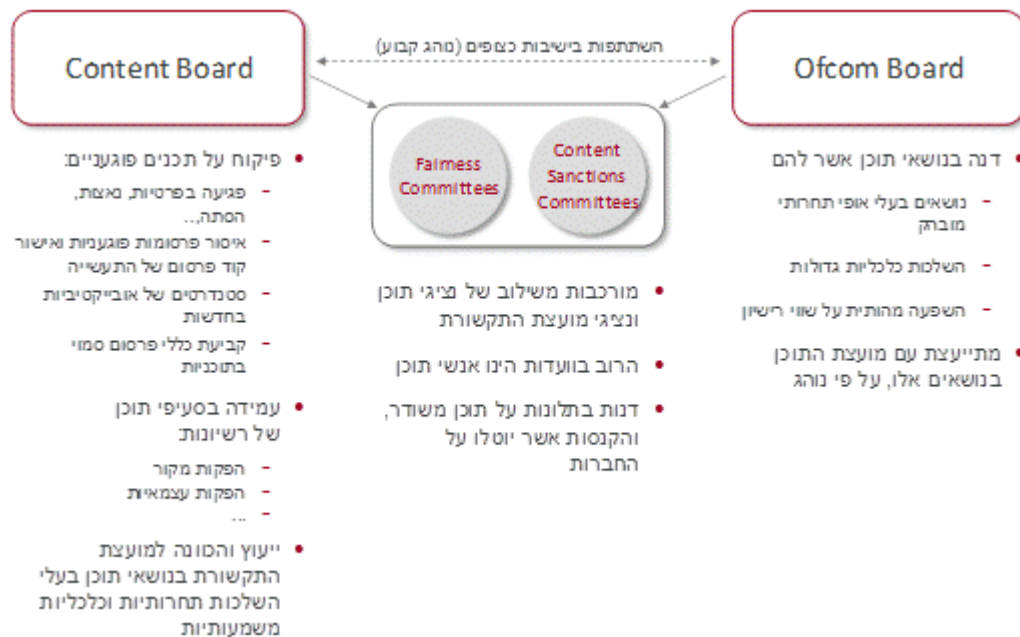 השתתפות בישיבות כצופים (נוהג קבוע)
Content Board
Ofcom Board
Fairness
Committees
Content
Sanctions
Committees
פיקוח על תכנים פוגעניים:
פגיעה בפרטיות, נאצות,
הסתה,..
איסור פרסומות פוגעניות ואישור
קוד פרסום של התעשייה
סטנדרטים של אובייקטיביות
בחדשות
קביעת כללי פרסום סמוי
בתוכניות
עמידה בסעיפי תוכן
של רשיונות:
הפקות מקור
הפקות עצמאיות
...
ייעוץ והכוונה למועצת
התקשורת בנושאי תוכן בעלי
השלכות תחרותיות וכלכליות
משמעותיות
מורכבות משילוב של נציגי תוכן
ונציגי מועצת התקשורת
הרוב בוועדות הינו אנשי תוכן
דנות בתלונות על תוכן משודר,
והקנסות אשר יוטלו על
החברות
דנה בנושאי תוכן אשר להם
נושאים בעלי אופי תחרותי
מובהק
השלכות כלכליות גדולות
השפעה מהותית על שווי רישיון
מתייעצת עם מועצת התוכן
בנושאים אלו, על פי נוהג